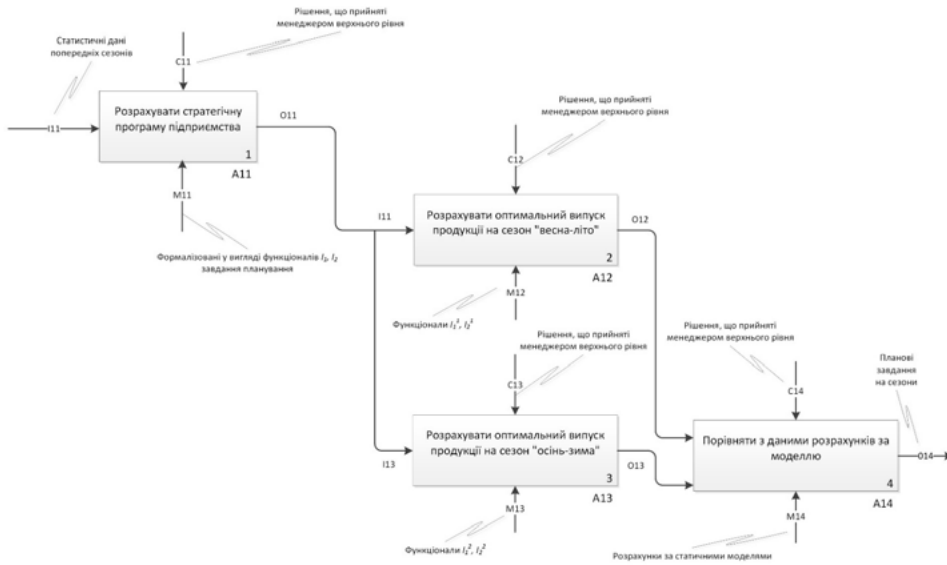 Рішення, що прийняті
менеджером верхнього рівня
Статистичні дані
попередніх сезонів
C11
I11
Розрахувати стратегічну
програму підприємства
1
A11
O11
M11
Формалізовані у вигляді функціоналів I₁, I₂
завдання планування
Рішення, що прийняті
менеджером верхнього рівня
C12
I11
Розрахувати оптимальний випуск
продукції на сезон "весна-літо"
2
A12
O12
M12
Функціонали I₁¹, I₂¹
Рішення, що прийняті
менеджером верхнього рівня
C13
I13
Розрахувати оптимальний випуск
продукції на сезон "осінь-зима"
3
A13
O13
M13
Функціонали I₁², I₂²
Рішення, що прийняті
менеджером верхнього рівня
C14
Планові
завдання
на сезони
Порівняти з даними розрахунків за
моделлю
4
A14
O14
M14
Розрахунки за статичними моделями